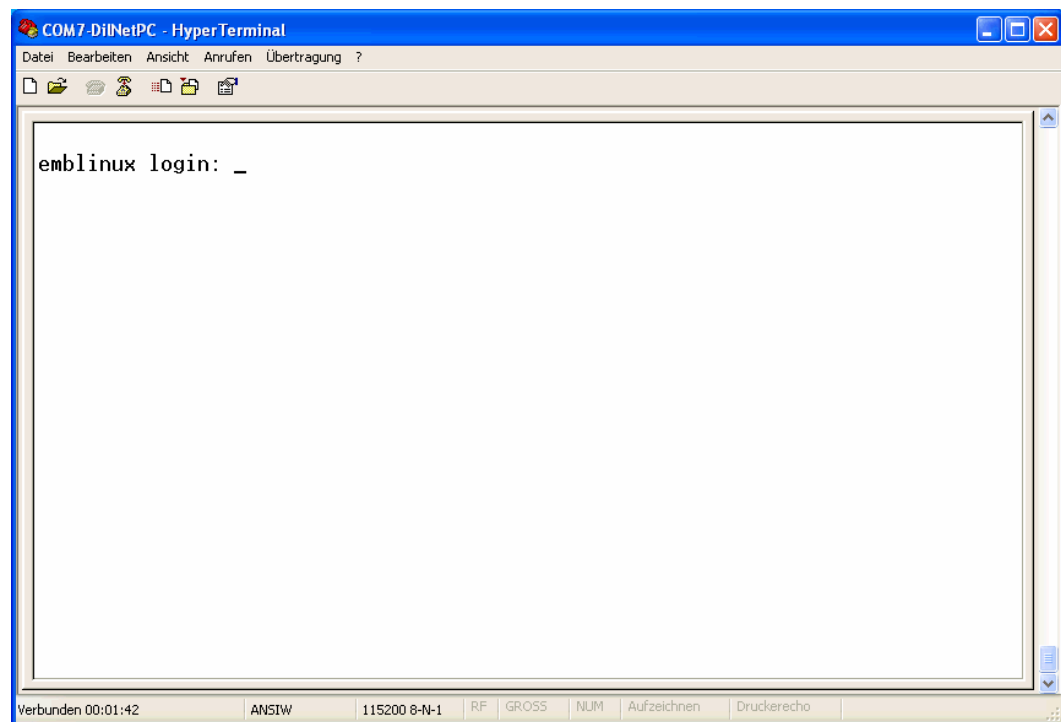 COM7-DilNetPC - HyperTerminal
Datei Bearbeiten Ansicht Anrufen Übertragung ?
emblinux login: _
Verbunden 00:01:42 ANSIW 115200 8-N-1 RF GROSS NUM Aufzeichnen Druckerecho